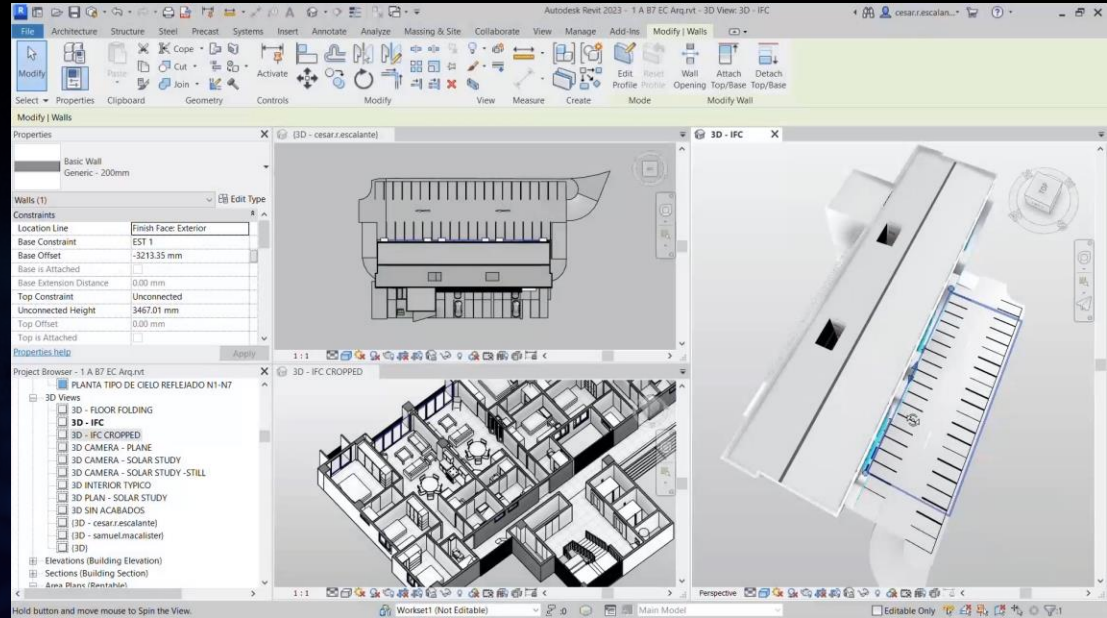 Autodesk Revit 2023 - 1 A B7 EC Arq.rvt - 3D View: 3D - IFC
cesar.r.escalan...
File Architecture Structure Steel Precast Systems Insert Annotate Analyze Massing & Site Collaborate View Manage Add-Ins Modify | Walls
Modify
Paste
Cope
Cut
Join
Activate
Edit Profile
Reset Profile
Wall Opening
Attach Top/Base
Detach Top/Base
Select Properties Clipboard Geometry Controls Modify View Measure Create Mode Modify Wall
Modify | Walls
Properties
Basic Wall
Generic - 200mm
Walls (1) Edit Type
Constraints
Location Line Finish Face: Exterior
Base Constraint EST 1
Base Offset -3213.35 mm
Base is Attached
Base Extension Distance 0.00 mm
Top Constraint Unconnected
Unconnected Height 3467.01 mm
Top Offset 0.00 mm
Top is Attached
Properties help Apply
Project Browser - 1 A B7 EC Arq.rvt
PLANTA TIPO DE CIELO REFLEJADO N1-N7
3D Views
3D - FLOOR FOLDING
3D - IFC
3D - IFC CROPPED
3D CAMERA - PLANE
3D CAMERA - SOLAR STUDY
3D CAMERA - SOLAR STUDY -STILL
3D INTERIOR TYPICO
3D PLAN - SOLAR STUDY
3D SIN ACABADOS
{3D - cesar.r.escalante}
{3D - samuel.macalister}
{3D}
Elevations (Building Elevation)
Sections (Building Section)
Area Plans (Rentable)
{3D - cesar.r.escalante}
1 : 1
3D - IFC CROPPED
1 : 1
3D - IFC
Perspective
Hold button and move mouse to Spin the View.
Workset1 (Not Editable)
:0
Main Model
Editable Only
:1